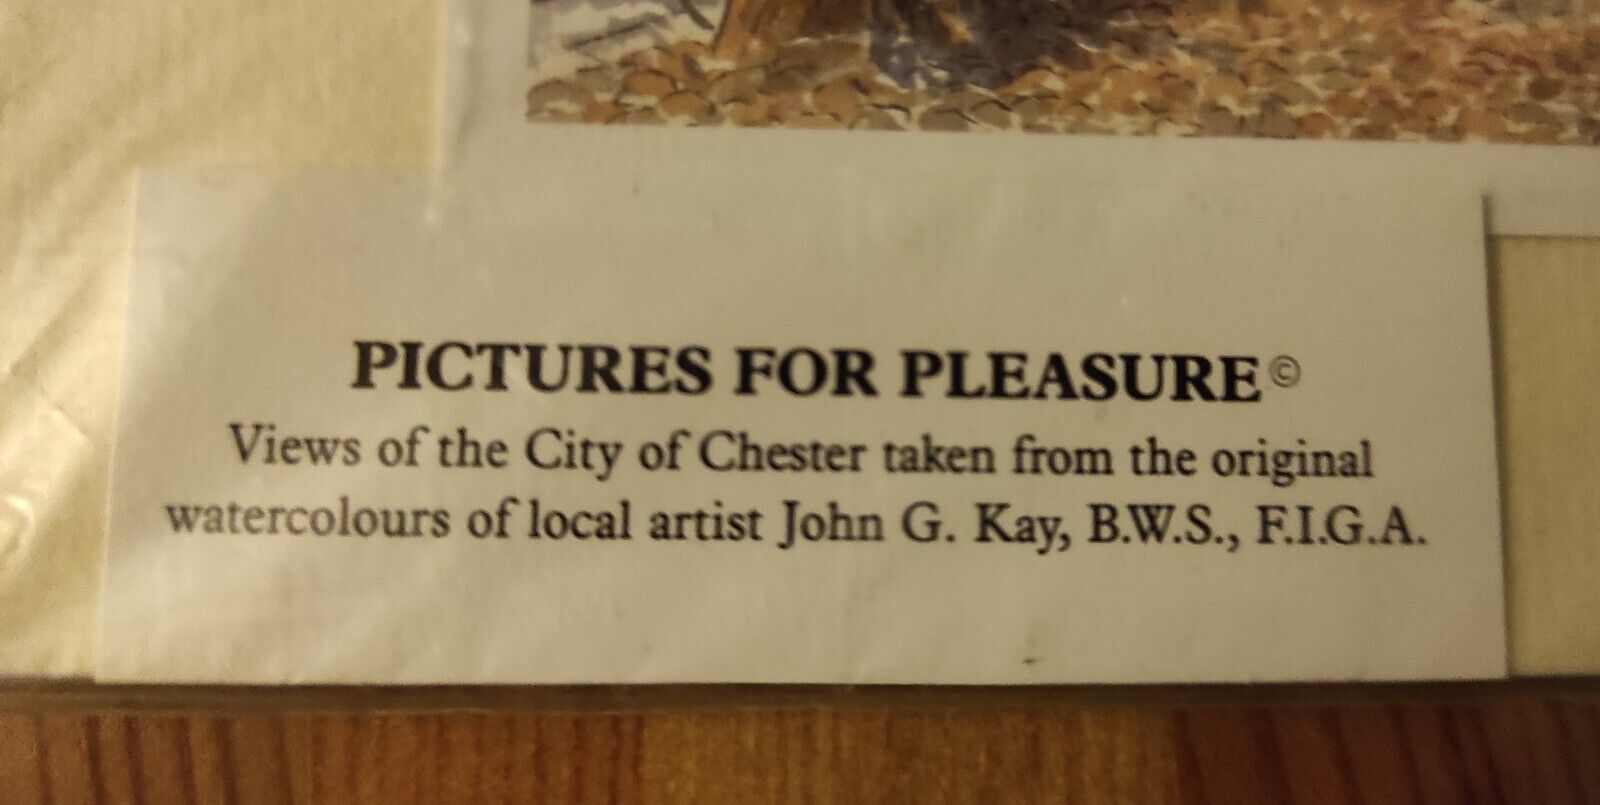 PICTURES FOR PLEASURE©
Views of the City of Chester taken from the original
watercolours of local artist John G. Kay, B.W.S., F.I.G.A.